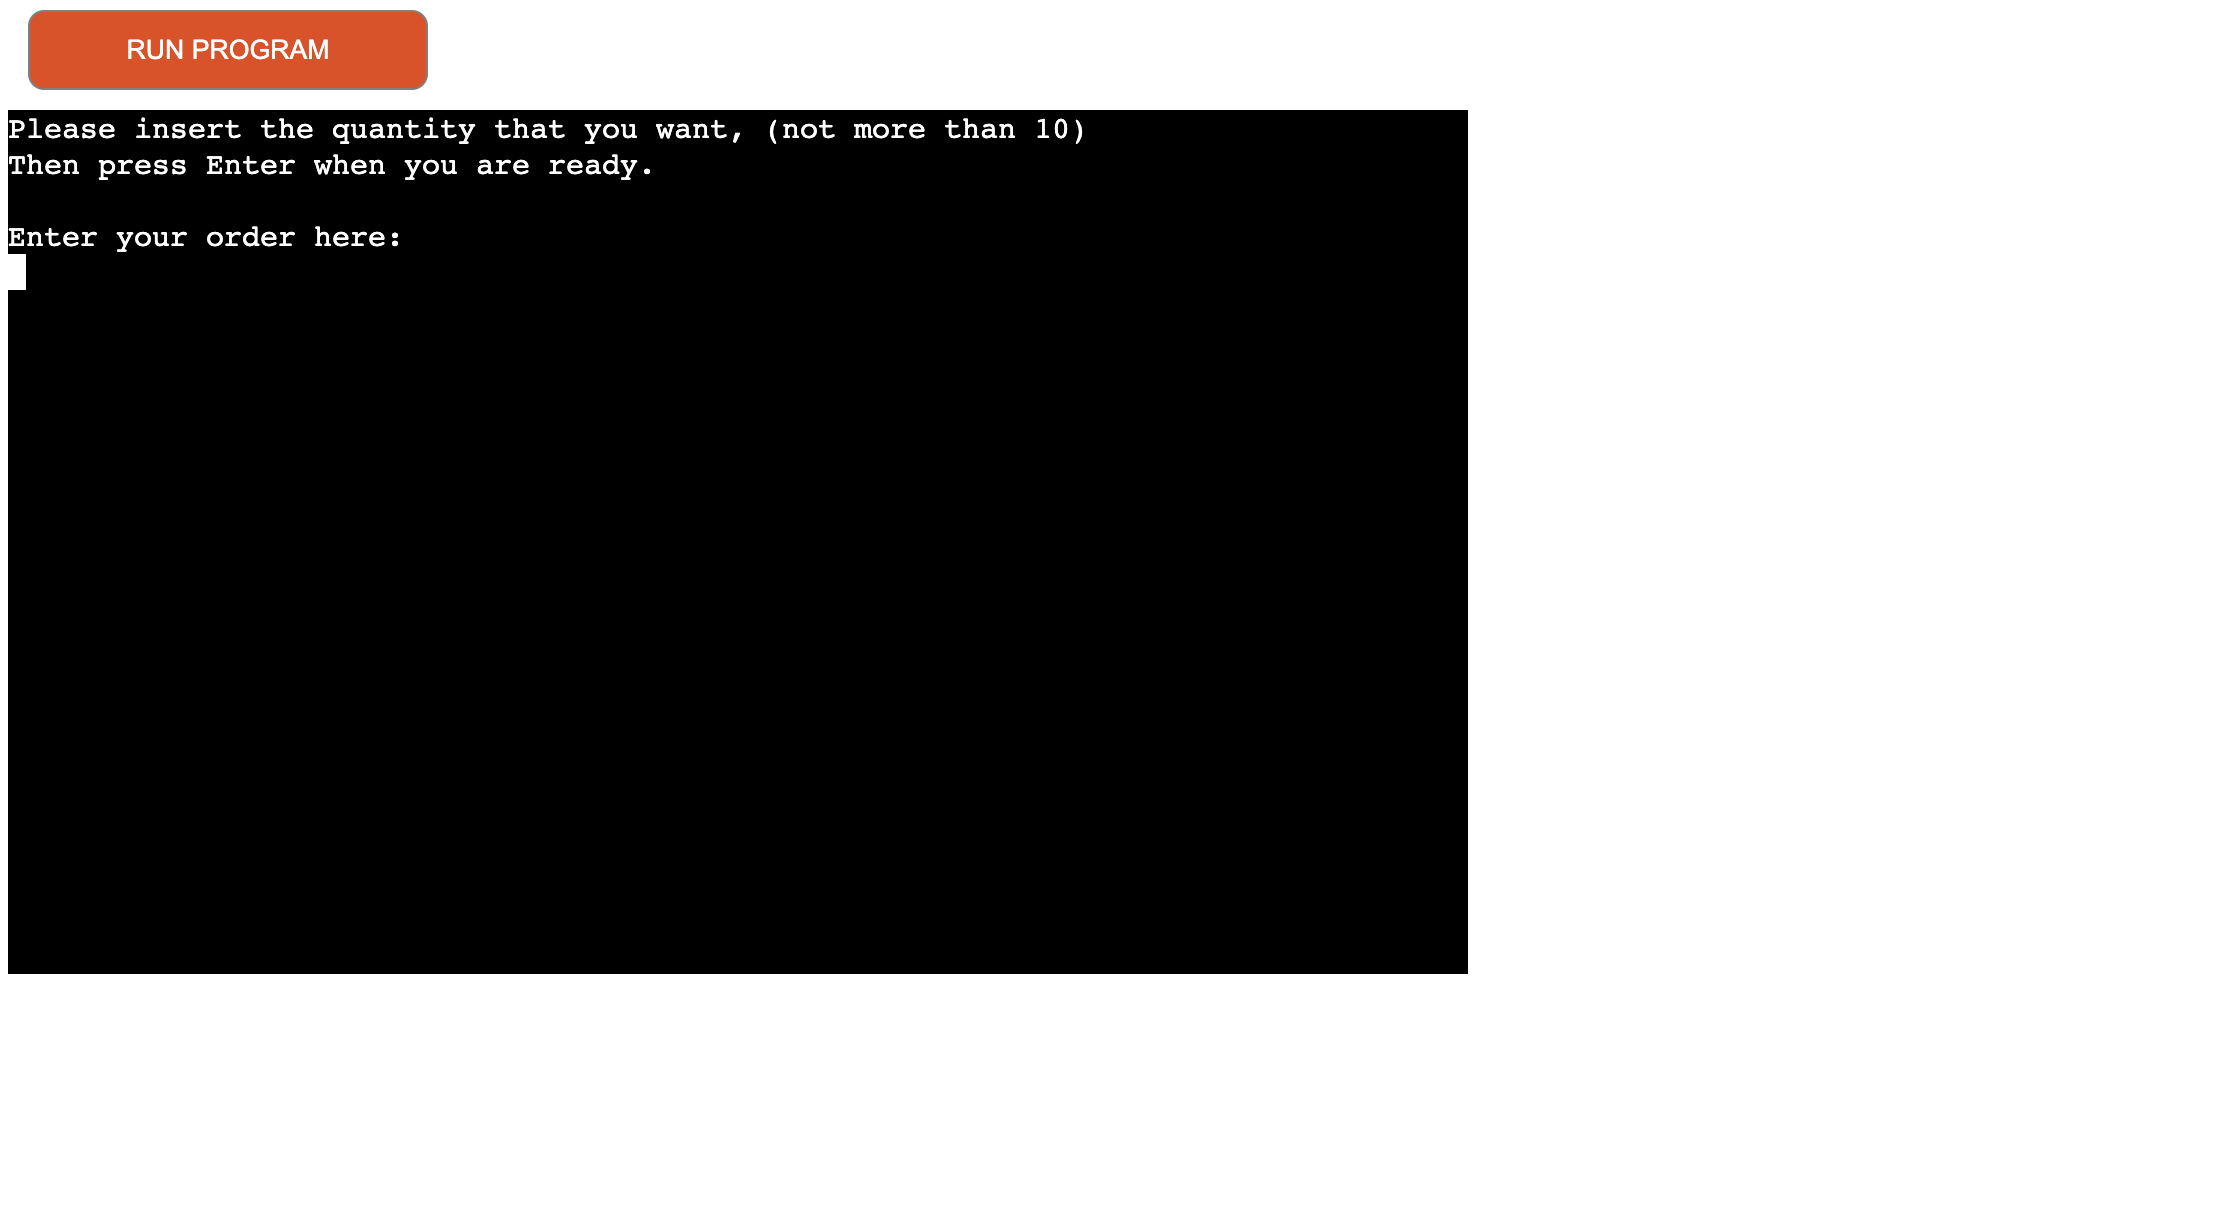 RUN PROGRAM
Please insert the quantity that you want, (not more than 10)
Then press Enter when you are ready.
Enter your order here: